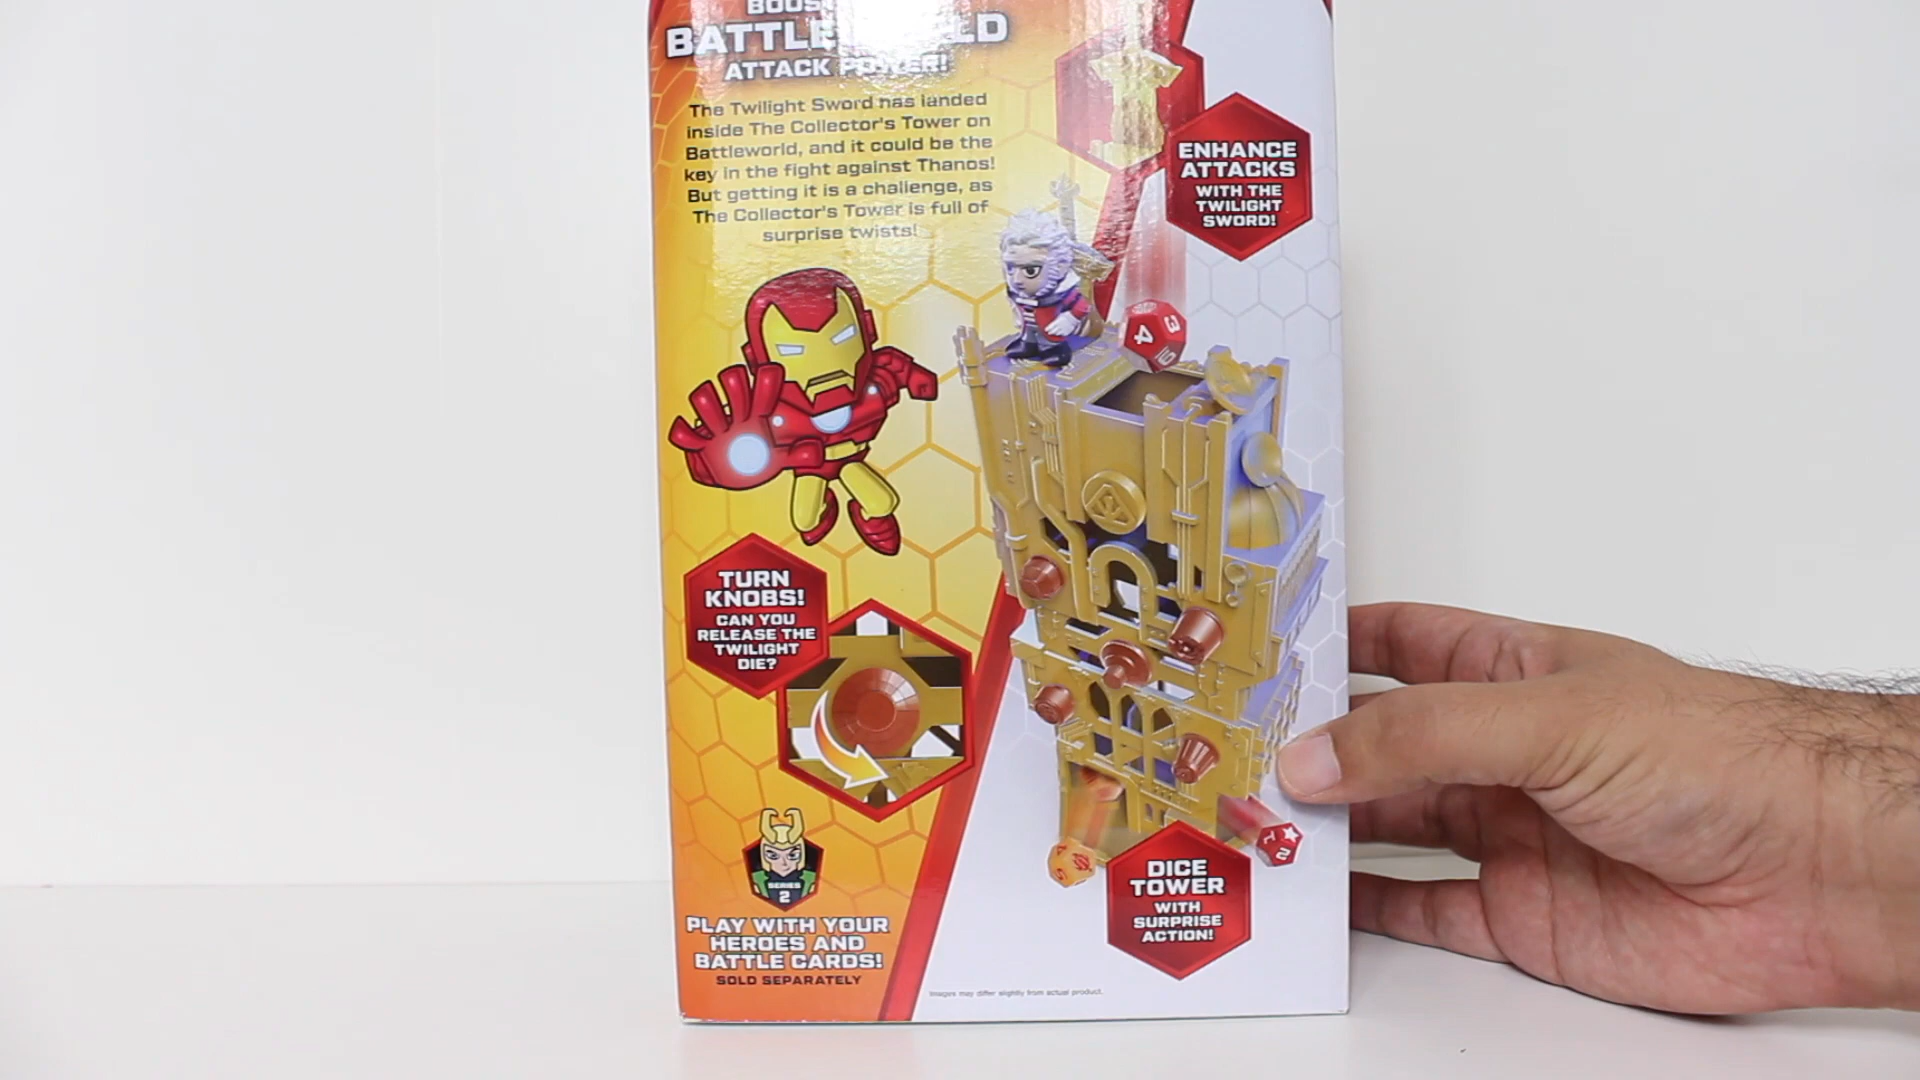 BATTLE
ATTACK POWER!
The Twilight Sword has landed
inside The Collector's Tower on
Battleworld, and it could be the
key in the fight against Thanos!
But getting it is a challenge, as
The Collector's Tower is full of
surprise twists!
ENHANCE
ATTACKS
WITH THE
TWILIGHT
SWORD!
3
4
TURN
KNOBS!
CAN YOU
RELEASE THE
TWILIGHT
DIE?
SERIES
2
PLAY WITH YOUR
HEROES AND
BATTLE CARDS!
SOLD SEPARATELY
5
2
DICE
TOWER
WITH
SURPRISE
ACTION!
Images may differ slightly from actual product.